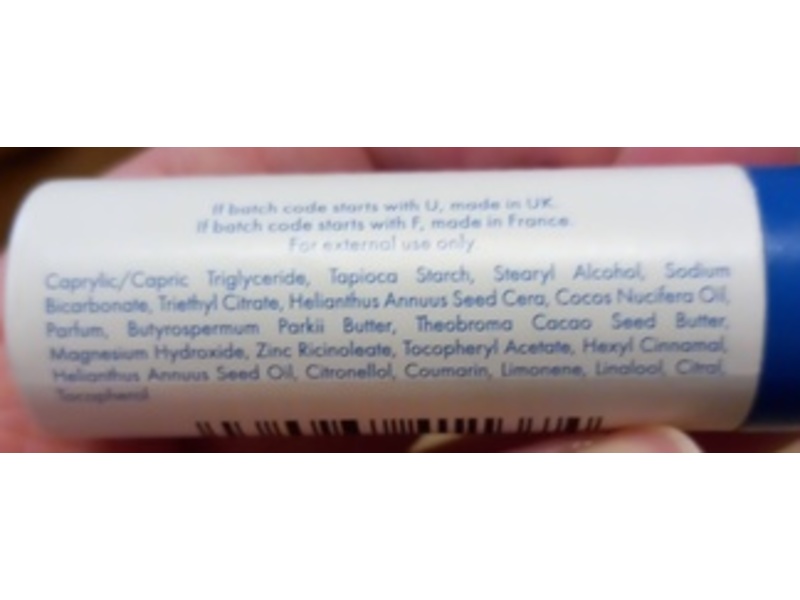 If batch code starts with U, made in UK.
If batch code starts with F, made in France.
For external use only
Caprylic/Capric Triglyceride, Tapioca Starch, Stearyl Alcohol, Sodium
Bicarbonate, Triethyl Citrate, Helianthus Annuus Seed Cera, Cocos Nucifera Oil,
Parfum, Butyrospermum Parkii Butter, Theobroma Cacao Seed Butter,
Magnesium Hydroxide, Zinc Ricinoleate, Tocopheryl Acetate, Hexyl Cinnamal,
Helianthus Annuus Seed Oil, Citronellol, Coumarin, Limonene, Linalool, Citral,
Tocopherol